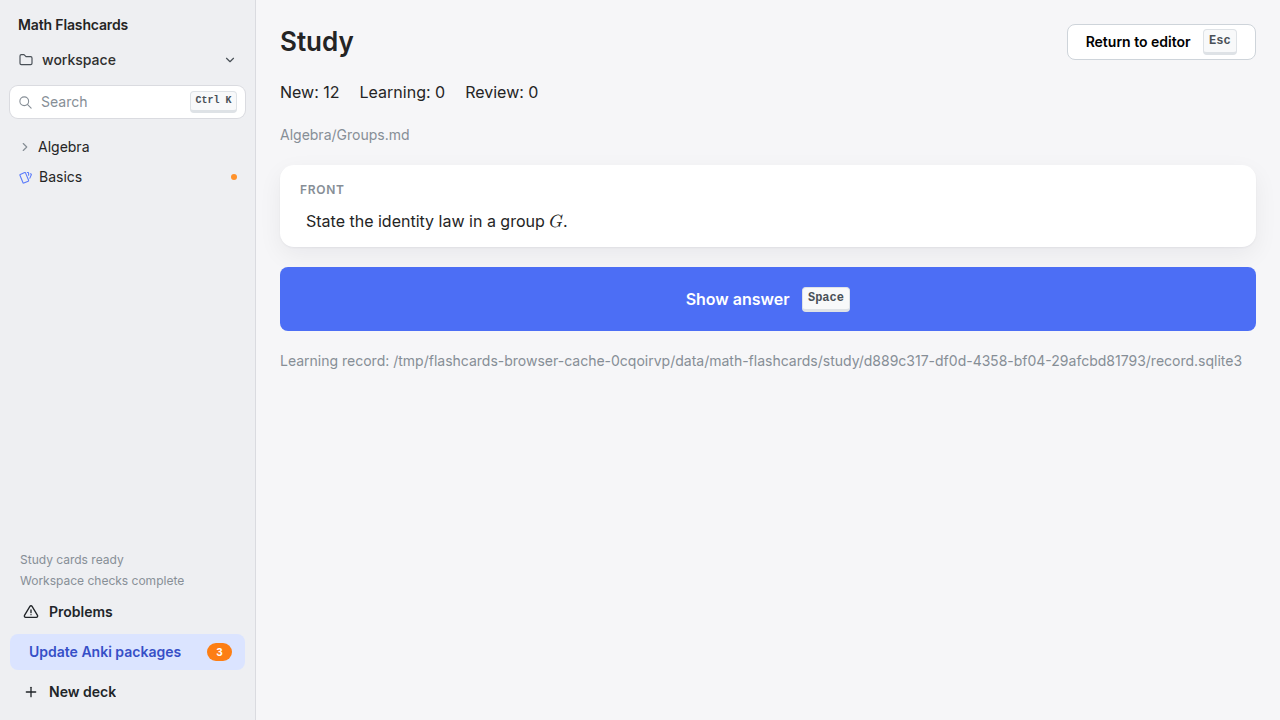 Math Flashcards
workspace
Search Ctrl K
Algebra
Basics
Study cards ready
Workspace checks complete
Problems
Update Anki packages 3
New deck
Study
Return to editor Esc
New: 12 Learning: 0 Review: 0
Algebra/Groups.md
FRONT
State the identity law in a group G.
Show answer Space
Learning record: /tmp/flashcards-browser-cache-0cqoirvp/data/math-flashcards/study/d889c317-df0d-4358-bf04-29afcbd81793/record.sqlite3